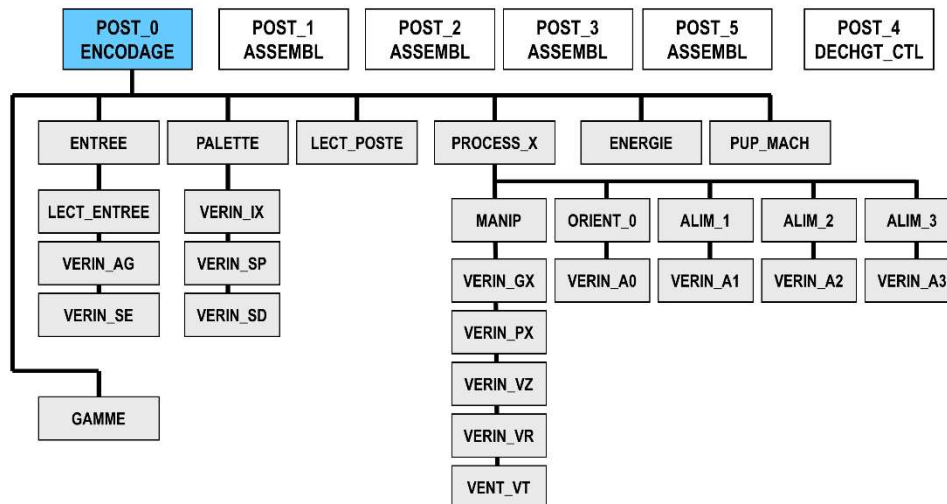 POST_0
ENCODAGE
POST_1
ASSEMBL
POST_2
ASSEMBL
POST_3
ASSEMBL
POST_5
ASSEMBL
POST_4
DECHGT_CTL
ENTREE
PALETTE
LECT_POSTE
PROCESS_X
ENERGIE
PUP_MACH
LECT_ENTREE
VERIN_IX
MANIP
ORIENT_0
ALIM_1
ALIM_2
ALIM_3
VERIN_AG
VERIN_SP
VERIN_GX
VERIN_A0
VERIN_A1
VERIN_A2
VERIN_A3
VERIN_SE
VERIN_SD
VERIN_PX
VERIN_VZ
GAMME
VERIN_VR
VENT_VT